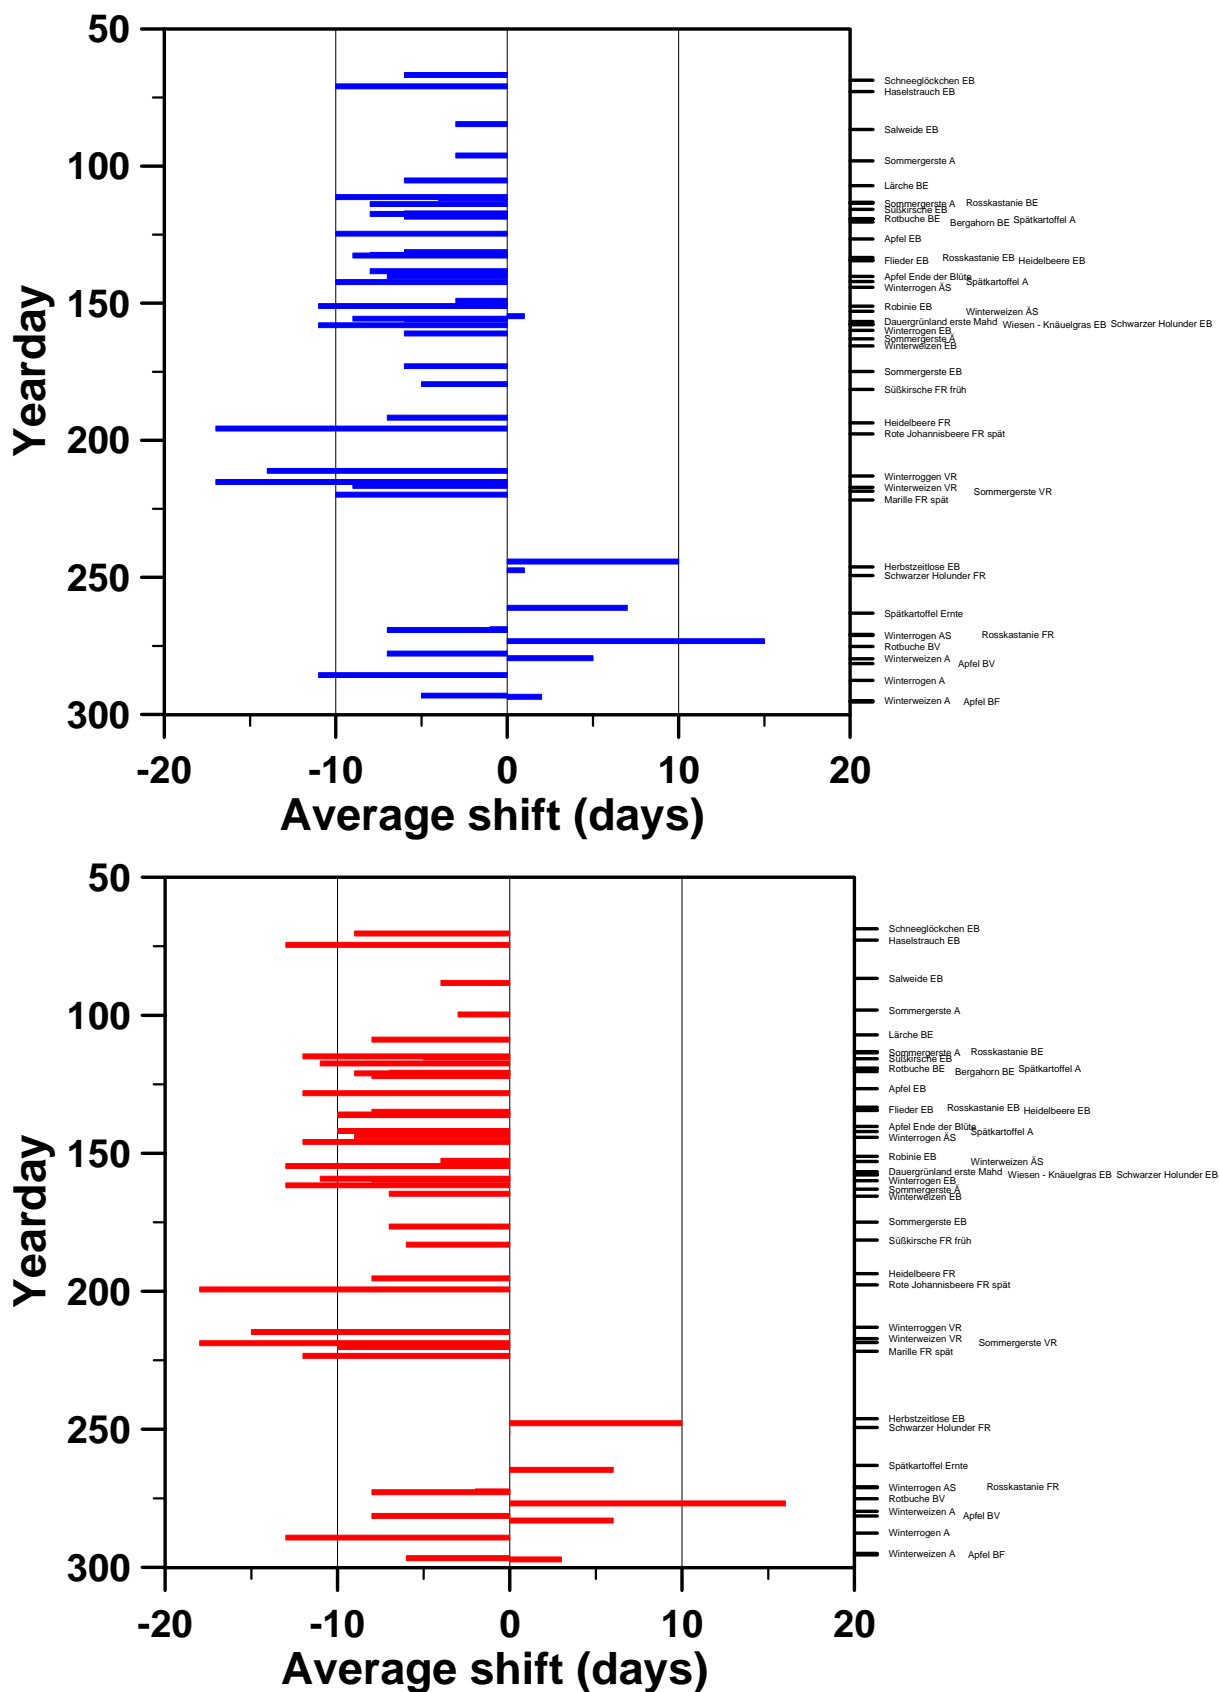 50
100
150
200
250
300
Yearday
-20 -10 0 10 20
Average shift (days)
Schneeglöckchen EB
Haselstrauch EB
Salweide EB
Sommergerste A
Lärche BE
Sommergerste A Rosskastanie BE
Süßkirsche EB
Rotbuche BE Bergahorn BE Spätkartoffel A
Apfel EB
Flieder EB Rosskastanie EB Heidelbeere EB
Apfel Ende der Blüte
Spätkartoffel A
Winterrogen ÄS
Robinie EB
Winterweizen ÄS
Dauergrünland erste Mahd Wiesen - Knäuelgras EB Schwarzer Holunder EB
Winterrogen EB
Sommergerste Ä
Winterweizen EB
Sommergerste EB
Süßkirsche FR früh
Heidelbeere FR
Rote Johannisbeere FR spät
Winterroggen VR
Winterweizen VR Sommergerste VR
Marille FR spät
Herbstzeitlose EB
Schwarzer Holunder FR
Spätkartoffel Ernte
Winterrogen AS Rosskastanie FR
Rotbuche BV
Winterweizen A Apfel BV
Winterrogen A
Winterweizen A Apfel BF
50
100
150
200
250
300
Yearday
-20 -10 0 10 20
Average shift (days)
Schneeglöckchen EB
Haselstrauch EB
Salweide EB
Sommergerste A
Lärche BE
Sommergerste A Rosskastanie BE
Süßkirsche EB
Rotbuche BE Bergahorn BE Spätkartoffel A
Apfel EB
Flieder EB Rosskastanie EB Heidelbeere EB
Apfel Ende der Blüte
Spätkartoffel A
Winterrogen ÄS
Robinie EB
Winterweizen ÄS
Dauergrünland erste Mahd Wiesen - Knäuelgras EB Schwarzer Holunder EB
Winterrogen EB
Sommergerste Ä
Winterweizen EB
Sommergerste EB
Süßkirsche FR früh
Heidelbeere FR
Rote Johannisbeere FR spät
Winterroggen VR
Winterweizen VR Sommergerste VR
Marille FR spät
Herbstzeitlose EB
Schwarzer Holunder FR
Spätkartoffel Ernte
Winterrogen AS Rosskastanie FR
Rotbuche BV
Winterweizen A Apfel BV
Winterrogen A
Winterweizen A Apfel BF